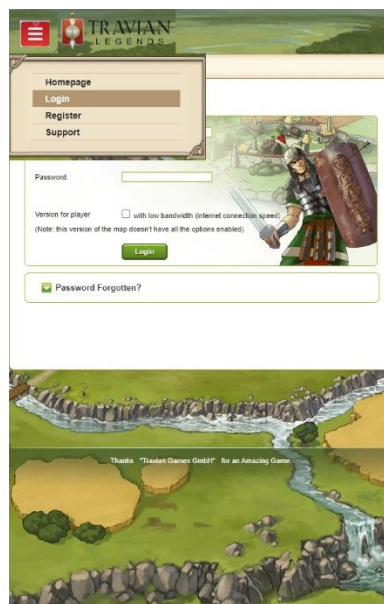 TRAVIAN
LEGENDS
Homepage
Login
Register
Support
Password:
Version for player
with low bandwidth (internet connection speed)
(Note: this version of the map doesn't have all the options enabled)
Login
Password Forgotten?
Thanks "Travian Games GmbH" for an Amazing Game.